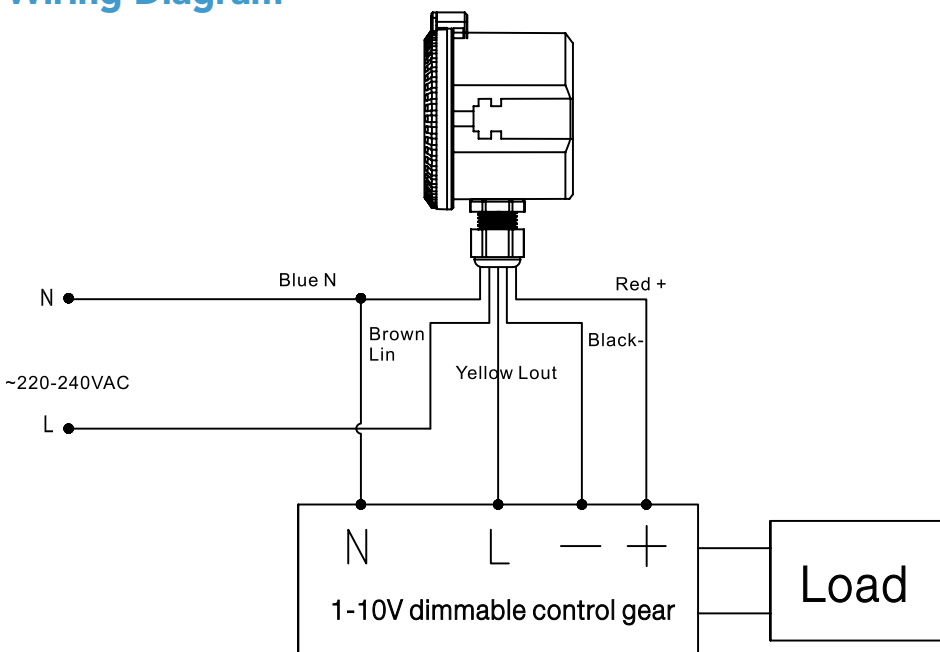 Wiring Diagram
Blue N
Red +
N
Brown
Lin
Black-
Yellow Lout
~220-240VAC
L
N L — +
1-10V dimmable control gear
Load